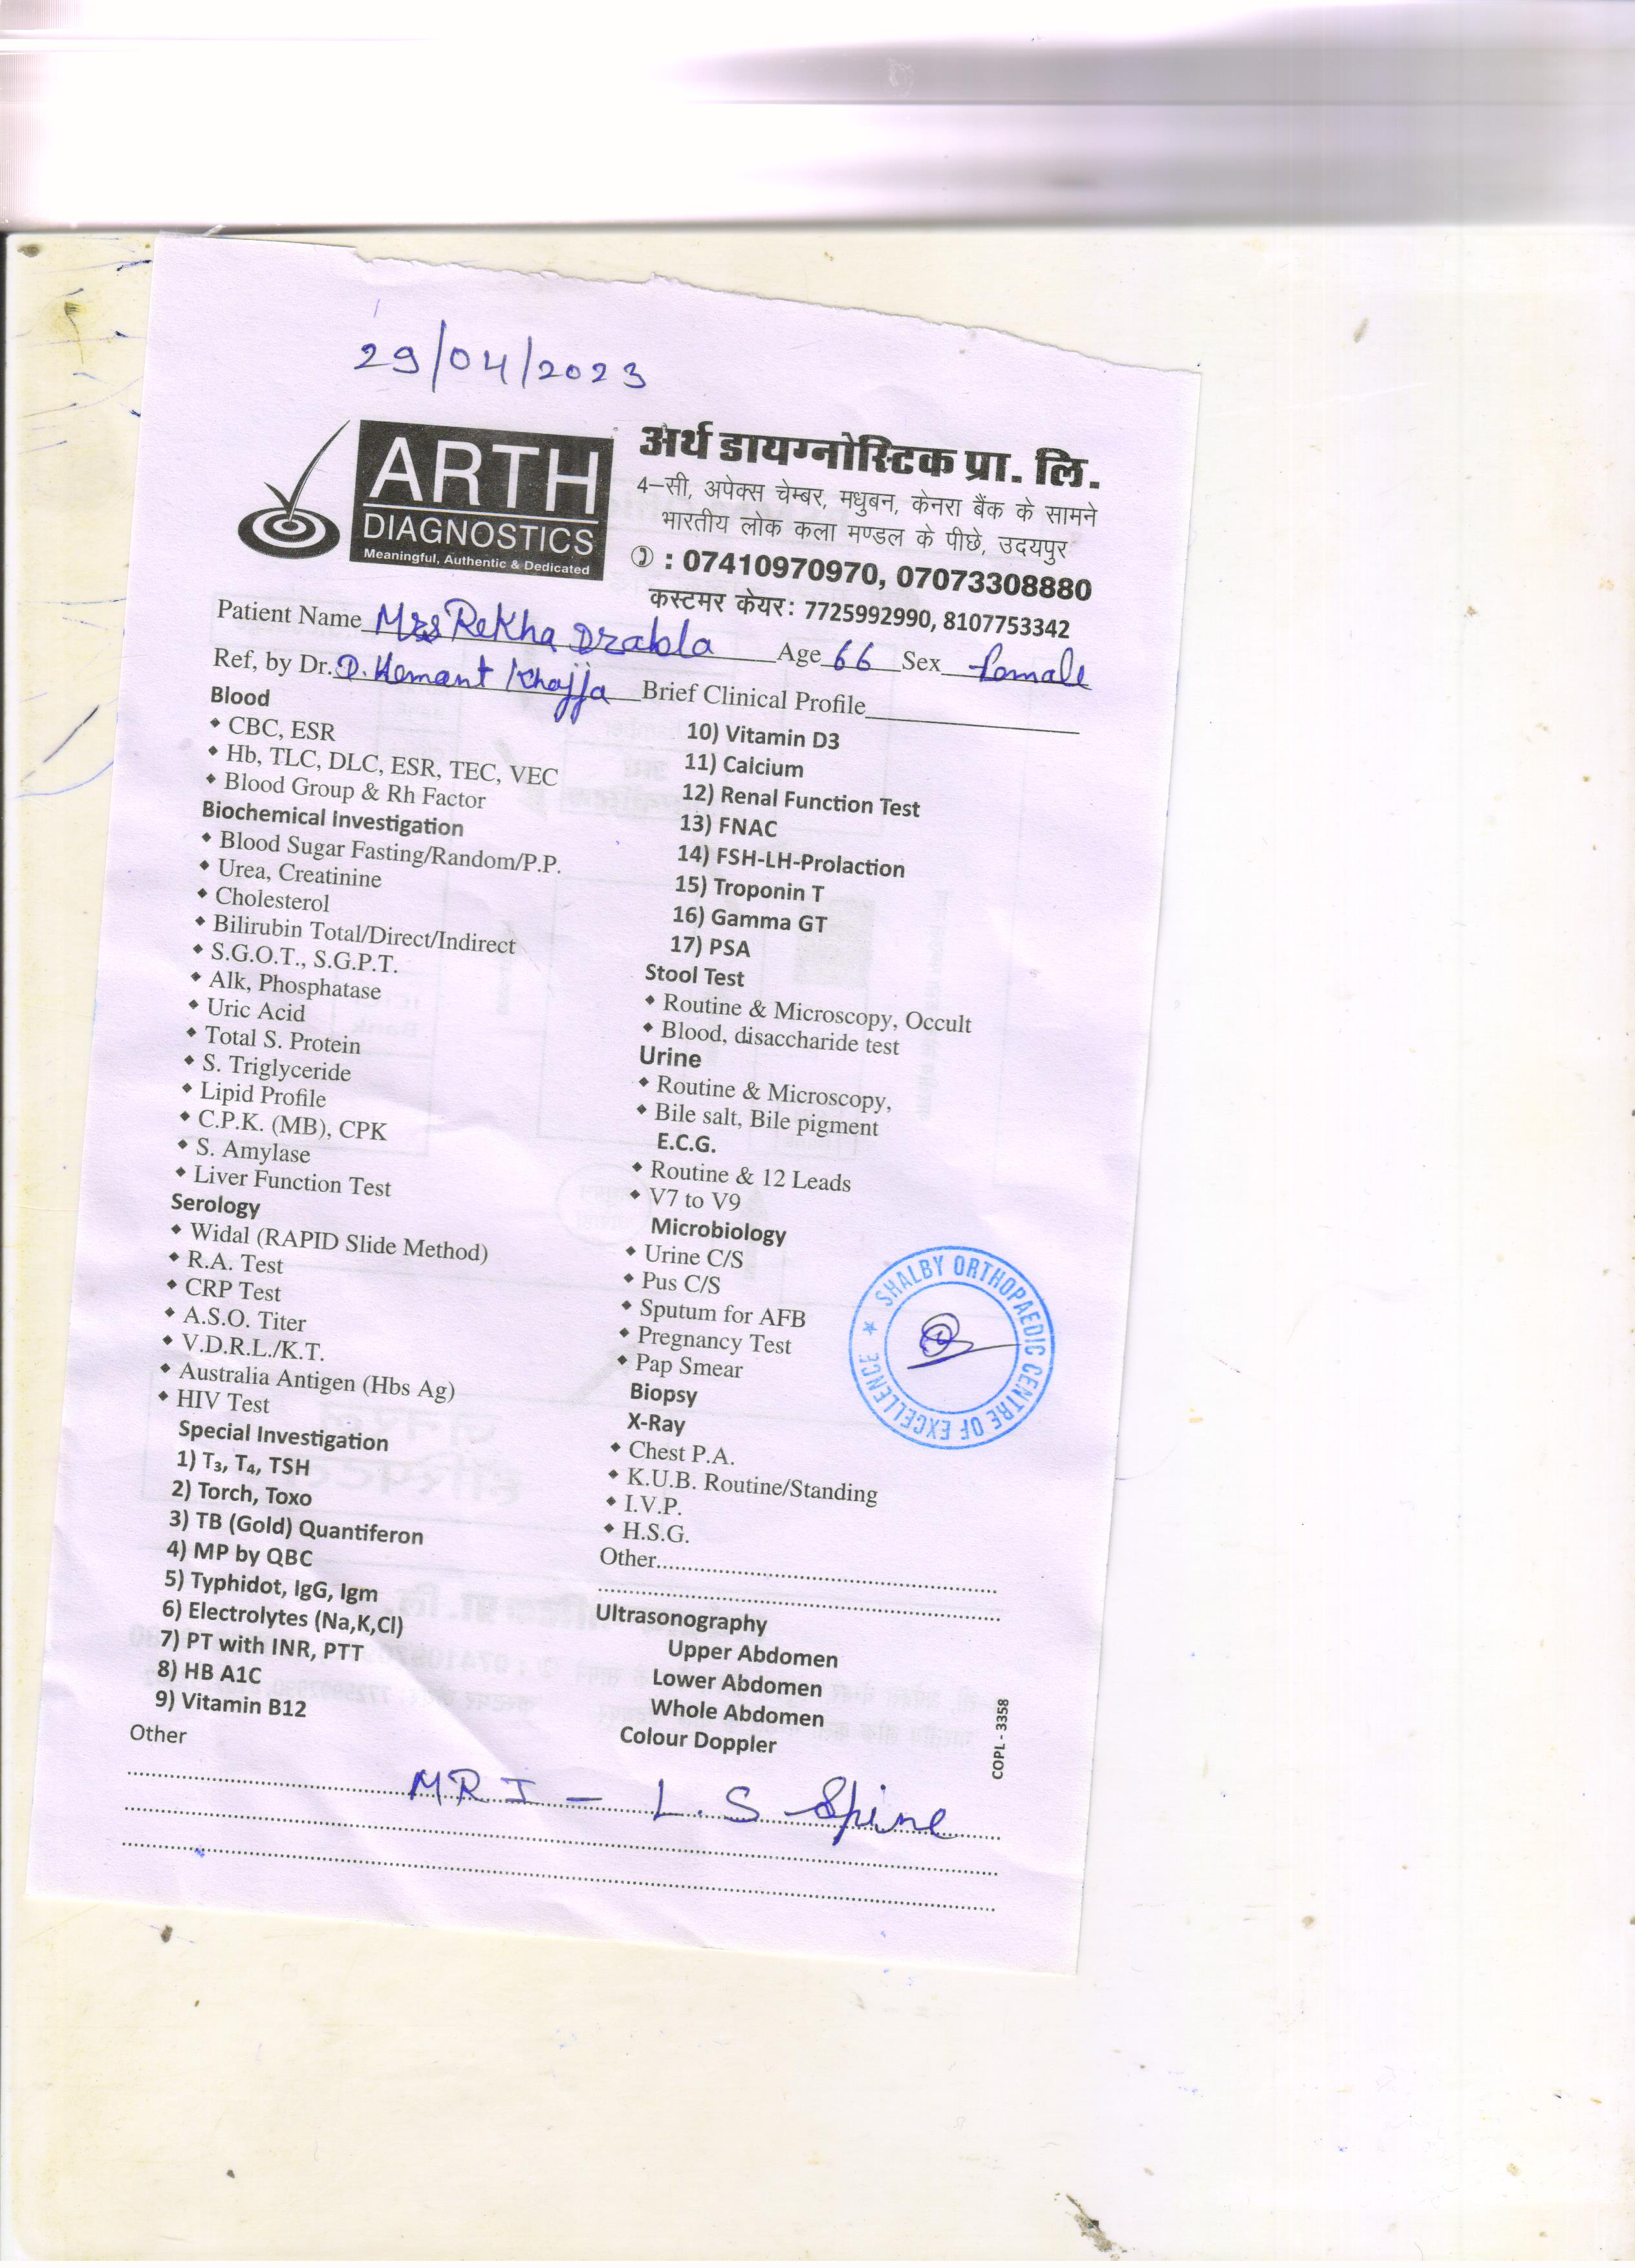 29/04/2023
ARTH
DIAGNOSTICS
Meaningful, Authentic & Dedicated
अर्थ डायग्नोस्टिक प्रा. लि.
4–सी, अपेक्स चेम्बर, मधुबन, केनरा बैंक के सामने
भारतीय लोक कला मण्डल के पीछे, उदयपुर
: 07410970970, 07073308880
कस्टमर केयर: 7725992990, 8107753342
Patient Name Mrs Rekha Drabla Age 66 Sex female
Ref, by Dr. D. Hemant Khajja Brief Clinical Profile
Blood
◆ CBC, ESR
◆ Hb, TLC, DLC, ESR, TEC, VEC
◆ Blood Group & Rh Factor
Biochemical Investigation
◆ Blood Sugar Fasting/Random/P.P.
◆ Urea, Creatinine
◆ Cholesterol
◆ Bilirubin Total/Direct/Indirect
◆ S.G.O.T., S.G.P.T.
◆ Alk, Phosphatase
◆ Uric Acid
◆ Total S. Protein
◆ S. Triglyceride
◆ Lipid Profile
◆ C.P.K. (MB), CPK
◆ S. Amylase
◆ Liver Function Test
Serology
◆ Widal (RAPID Slide Method)
◆ R.A. Test
◆ CRP Test
◆ A.S.O. Titer
◆ V.D.R.L./K.T.
◆ Australia Antigen (Hbs Ag)
◆ HIV Test
Special Investigation
1) T₃, T₄, TSH
2) Torch, Toxo
3) TB (Gold) Quantiferon
4) MP by QBC
5) Typhidot, IgG, Igm
6) Electrolytes (Na,K,Cl)
7) PT with INR, PTT
8) HB A1C
9) Vitamin B12
Other
10) Vitamin D3
11) Calcium
12) Renal Function Test
13) FNAC
14) FSH-LH-Prolaction
15) Troponin T
16) Gamma GT
17) PSA
Stool Test
◆ Routine & Microscopy, Occult
◆ Blood, disaccharide test
Urine
◆ Routine & Microscopy,
◆ Bile salt, Bile pigment
E.C.G.
◆ Routine & 12 Leads
◆ V7 to V9
Microbiology
◆ Urine C/S
◆ Pus C/S
◆ Sputum for AFB
◆ Pregnancy Test
◆ Pap Smear
Biopsy
X-Ray
◆ Chest P.A.
◆ K.U.B. Routine/Standing
◆ I.V.P.
◆ H.S.G.
Other
Ultrasonography
Upper Abdomen
Lower Abdomen
Whole Abdomen
Colour Doppler
SHALBY ORTHOPAEDIC CENTRE OF EXCELLENCE ★
COPL - 3358
MRI – L.S Spine